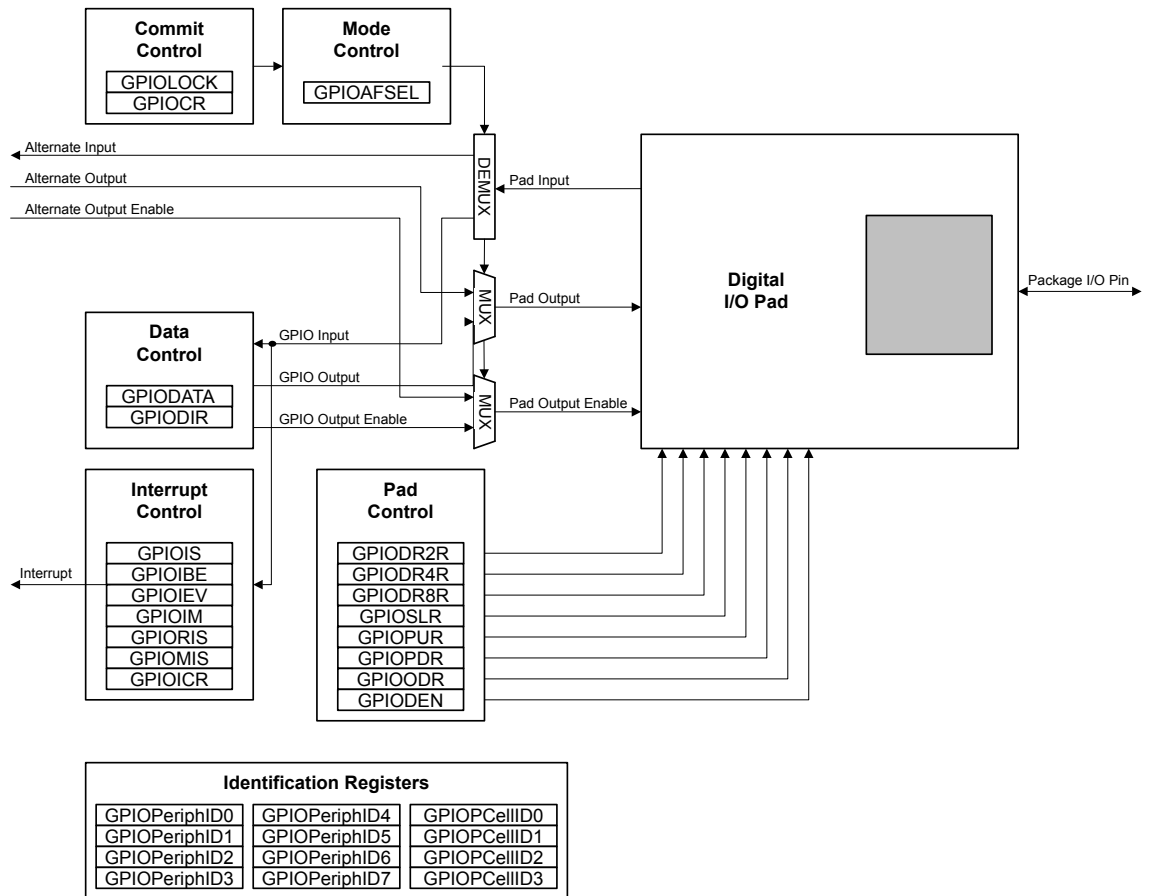 Commit
Control
GPIOLOCK
GPIOCR
Mode
Control
GPIOAFSEL
Alternate Input
Alternate Output
Alternate Output Enable
DEMUX
Pad Input
MUX
Pad Output
MUX
Pad Output Enable
Digital
I/O Pad
Package I/O Pin
Data
Control
GPIODATA
GPIODIR
GPIO Input
GPIO Output
GPIO Output Enable
Interrupt
Control
GPIOIS
GPIOIBE
GPIOIEV
GPIOIM
GPIORIS
GPIOMIS
GPIOICR
Interrupt
Pad
Control
GPIODR2R
GPIODR4R
GPIODR8R
GPIOSLR
GPIOPUR
GPIOPDR
GPIOODR
GPIODEN
Identification Registers
GPIOPeriphID0 GPIOPeriphID4 GPIOPCellID0
GPIOPeriphID1 GPIOPeriphID5 GPIOPCellID1
GPIOPeriphID2 GPIOPeriphID6 GPIOPCellID2
GPIOPeriphID3 GPIOPeriphID7 GPIOPCellID3